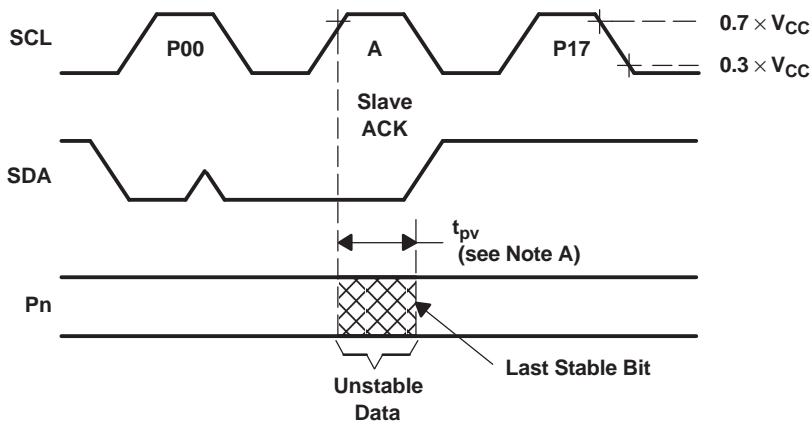 SCL
P00
A
P17
0.7 × VCC
0.3 × VCC
Slave
ACK
SDA
tpv
(see Note A)
Pn
Last Stable Bit
Unstable
Data